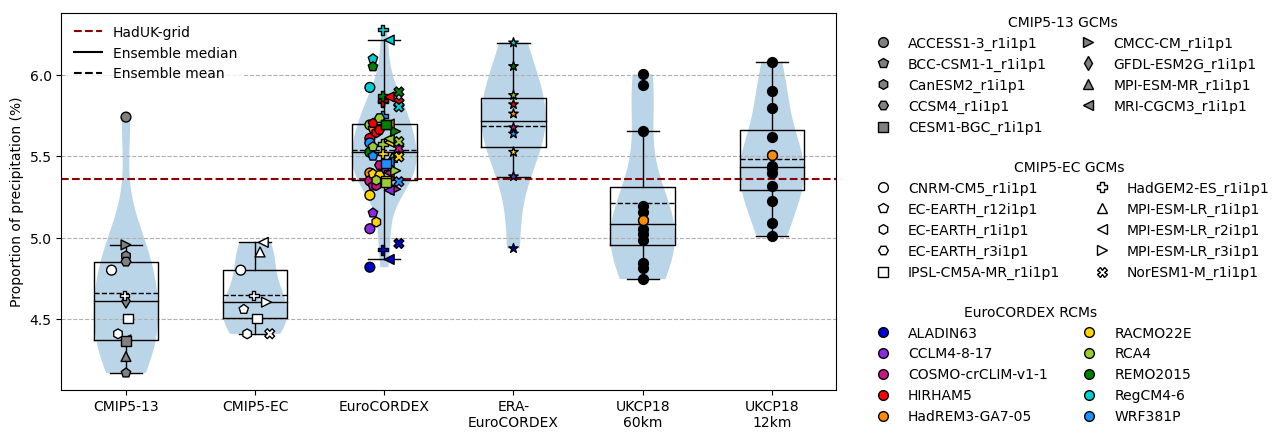 HadUK-grid
Ensemble median
Ensemble mean
Proportion of precipitation (%)
6.0
5.5
5.0
4.5
CMIP5-13
CMIP5-EC
EuroCORDEX
ERA-
EuroCORDEX
UKCP18
60km
UKCP18
12km
CMIP5-13 GCMs
ACCESS1-3_r1i1p1
BCC-CSM1-1_r1i1p1
CanESM2_r1i1p1
CCSM4_r1i1p1
CESM1-BGC_r1i1p1
CMCC-CM_r1i1p1
GFDL-ESM2G_r1i1p1
MPI-ESM-MR_r1i1p1
MRI-CGCM3_r1i1p1
CMIP5-EC GCMs
CNRM-CM5_r1i1p1
EC-EARTH_r12i1p1
EC-EARTH_r1i1p1
EC-EARTH_r3i1p1
IPSL-CM5A-MR_r1i1p1
HadGEM2-ES_r1i1p1
MPI-ESM-LR_r1i1p1
MPI-ESM-LR_r2i1p1
MPI-ESM-LR_r3i1p1
NorESM1-M_r1i1p1
EuroCORDEX RCMs
ALADIN63
CCLM4-8-17
COSMO-crCLIM-v1-1
HIRHAM5
HadREM3-GA7-05
RACMO22E
RCA4
REMO2015
RegCM4-6
WRF381P